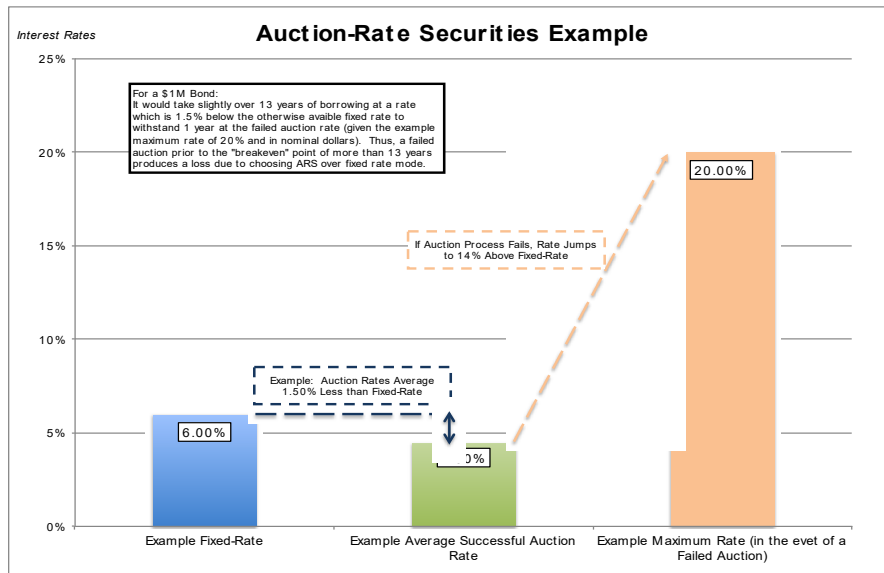 Auction-Rate Securities Example
Interest Rates
25%
20%
15%
10%
5%
0%
For a $1M Bond:
It would take slightly over 13 years of borrowing at a rate
which is 1.5% below the otherwise avaible fixed rate to
withstand 1 year at the failed auction rate (given the example
maximum rate of 20% and in nominal dollars). Thus, a failed
auction prior to the "breakeven" point of more than 13 years
produces a loss due to choosing ARS over fixed rate mode.
20.00%
If Auction Process Fails, Rate Jumps
to 14% Above Fixed-Rate
Example: Auction Rates Average
1.50% Less than Fixed-Rate
6.00%
Example Fixed-Rate
Example Average Successful Auction
Rate
Example Maximum Rate (in the evet of a
Failed Auction)